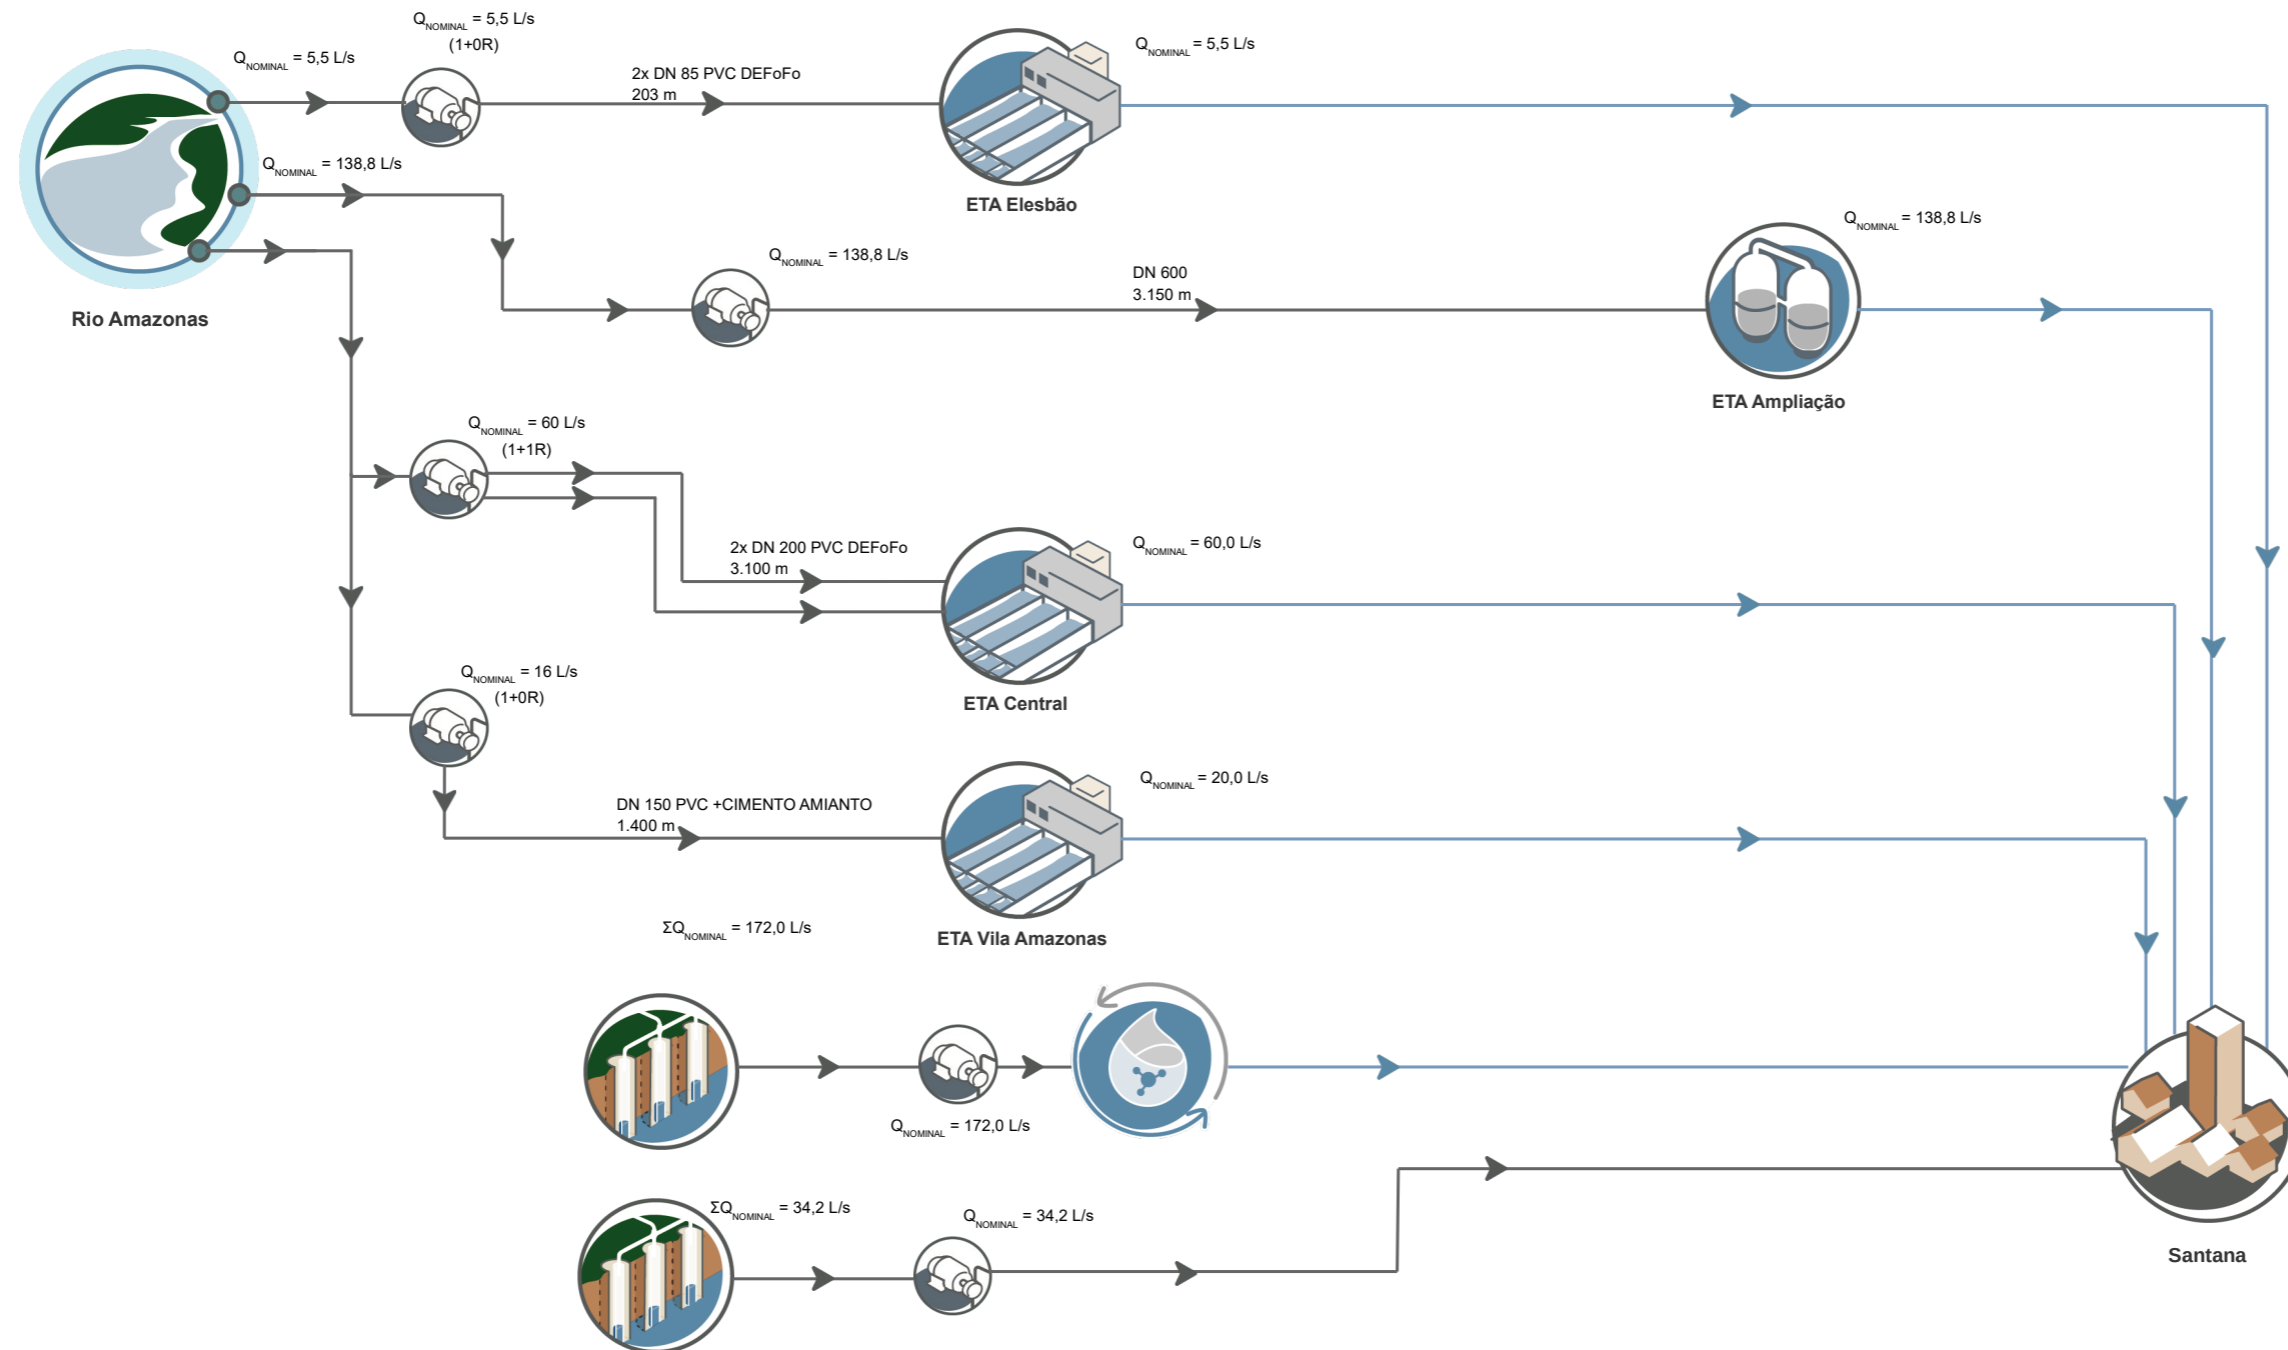 Q NOMINAL = 5,5 L/s
(1+0R)
Q NOMINAL = 5,5 L/s
2x DN 85 PVC DEFoFo
203 m
Q NOMINAL = 5,5 L/s
ETA Elesbão
Q NOMINAL = 138,8 L/s
Rio Amazonas
Q NOMINAL = 138,8 L/s
DN 600
3.150 m
Q NOMINAL = 138,8 L/s
ETA Ampliação
Q NOMINAL = 60 L/s
(1+1R)
2x DN 200 PVC DEFoFo
3.100 m
Q NOMINAL = 60,0 L/s
ETA Central
Q NOMINAL = 16 L/s
(1+0R)
DN 150 PVC +CIMENTO AMIANTO
1.400 m
Q NOMINAL = 20,0 L/s
ETA Vila Amazonas
ΣQ NOMINAL = 172,0 L/s
Q NOMINAL = 172,0 L/s
ΣQ NOMINAL = 34,2 L/s
Q NOMINAL = 34,2 L/s
Santana